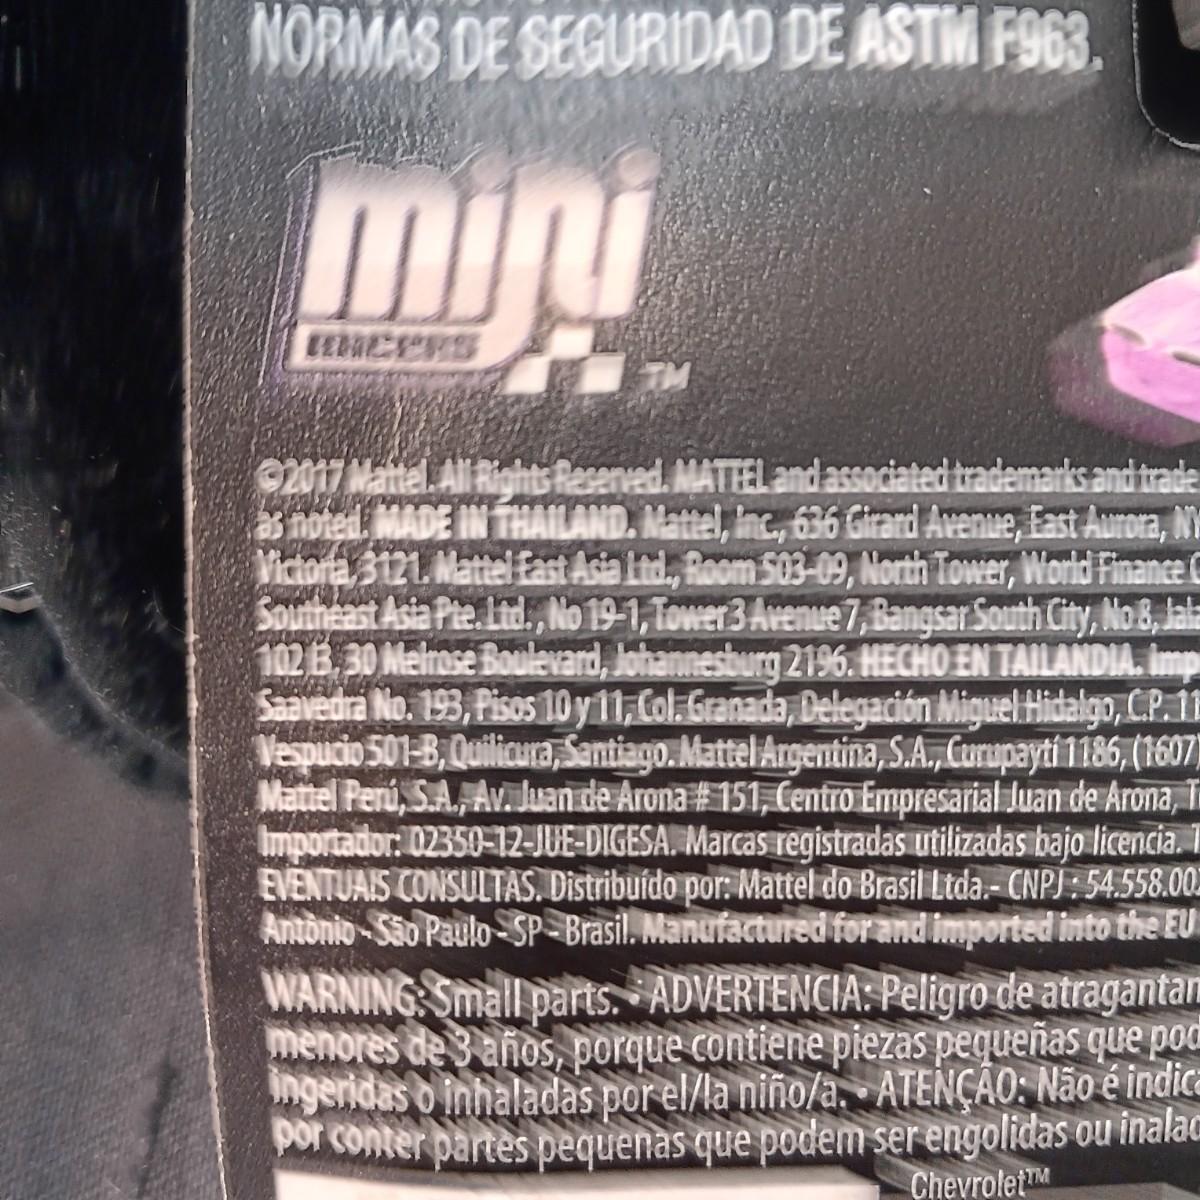 NORMAS DE SEGURIDAD DE ASTM F963.
mini
RACERS
TM
©2017 Mattel. All Rights Reserved. MATTEL and associated trademarks and trade
as noted. MADE IN THAILAND. Mattel, Inc., 636 Girard Avenue, East Aurora, NY
Victoria, 3121. Mattel East Asia Ltd., Room 503-09, North Tower, World Finance C
Southeast Asia Pte. Ltd., No 19-1, Tower 3 Avenue 7, Bangsar South City, No 8, Jal
102 B, 30 Melrose Boulevard, Johannesburg 2196. HECHO EN TAILANDIA. Imp
Saavedra No. 193, Pisos 10 y 11, Col. Granada, Delegación Miguel Hidalgo, C.P. 11
Vespucio 501-B, Quilicura, Santiago. Mattel Argentina, S.A., Curupaytí 1186, (1607)
Mattel Perú, S.A., Av. Juan de Arona # 151, Centro Empresarial Juan de Arona, T
Importador: 02350-12-JUE-DIGESA. Marcas registradas utilizadas bajo licencia.
EVENTUAIS CONSULTAS. Distribuído por: Mattel do Brasil Ltda.- CNPJ : 54.558.00
Antônio - São Paulo - SP - Brasil. Manufactured for and imported into the EU
WARNING: Small parts. • ADVERTENCIA: Peligro de atragantam
menores de 3 años, porque contiene piezas pequeñas que pod
ingeridas o inhaladas por el/la niño/a. • ATENÇÃO: Não é indica
por conter partes pequenas que podem ser engolidas ou inalad
Chevrolet™